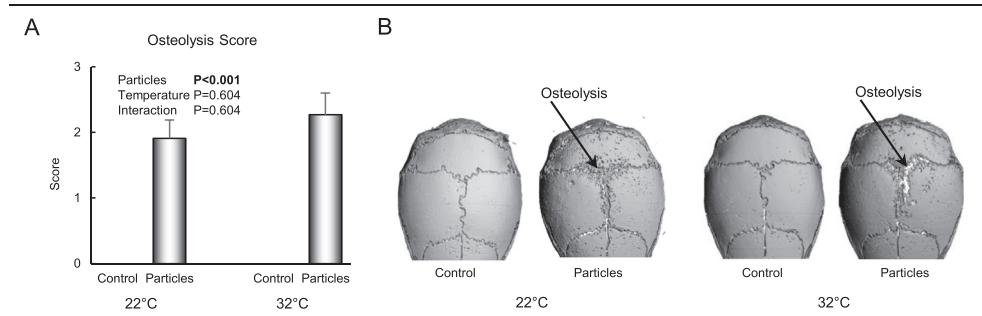 A
Osteolysis Score
3
2
1
0
Score
Particles P<0.001
Temperature P=0.604
Interaction P=0.604
Control Particles
Control Particles
22°C
32°C
B
Osteolysis
Osteolysis
Control
Particles
Control
Particles
22°C
32°C